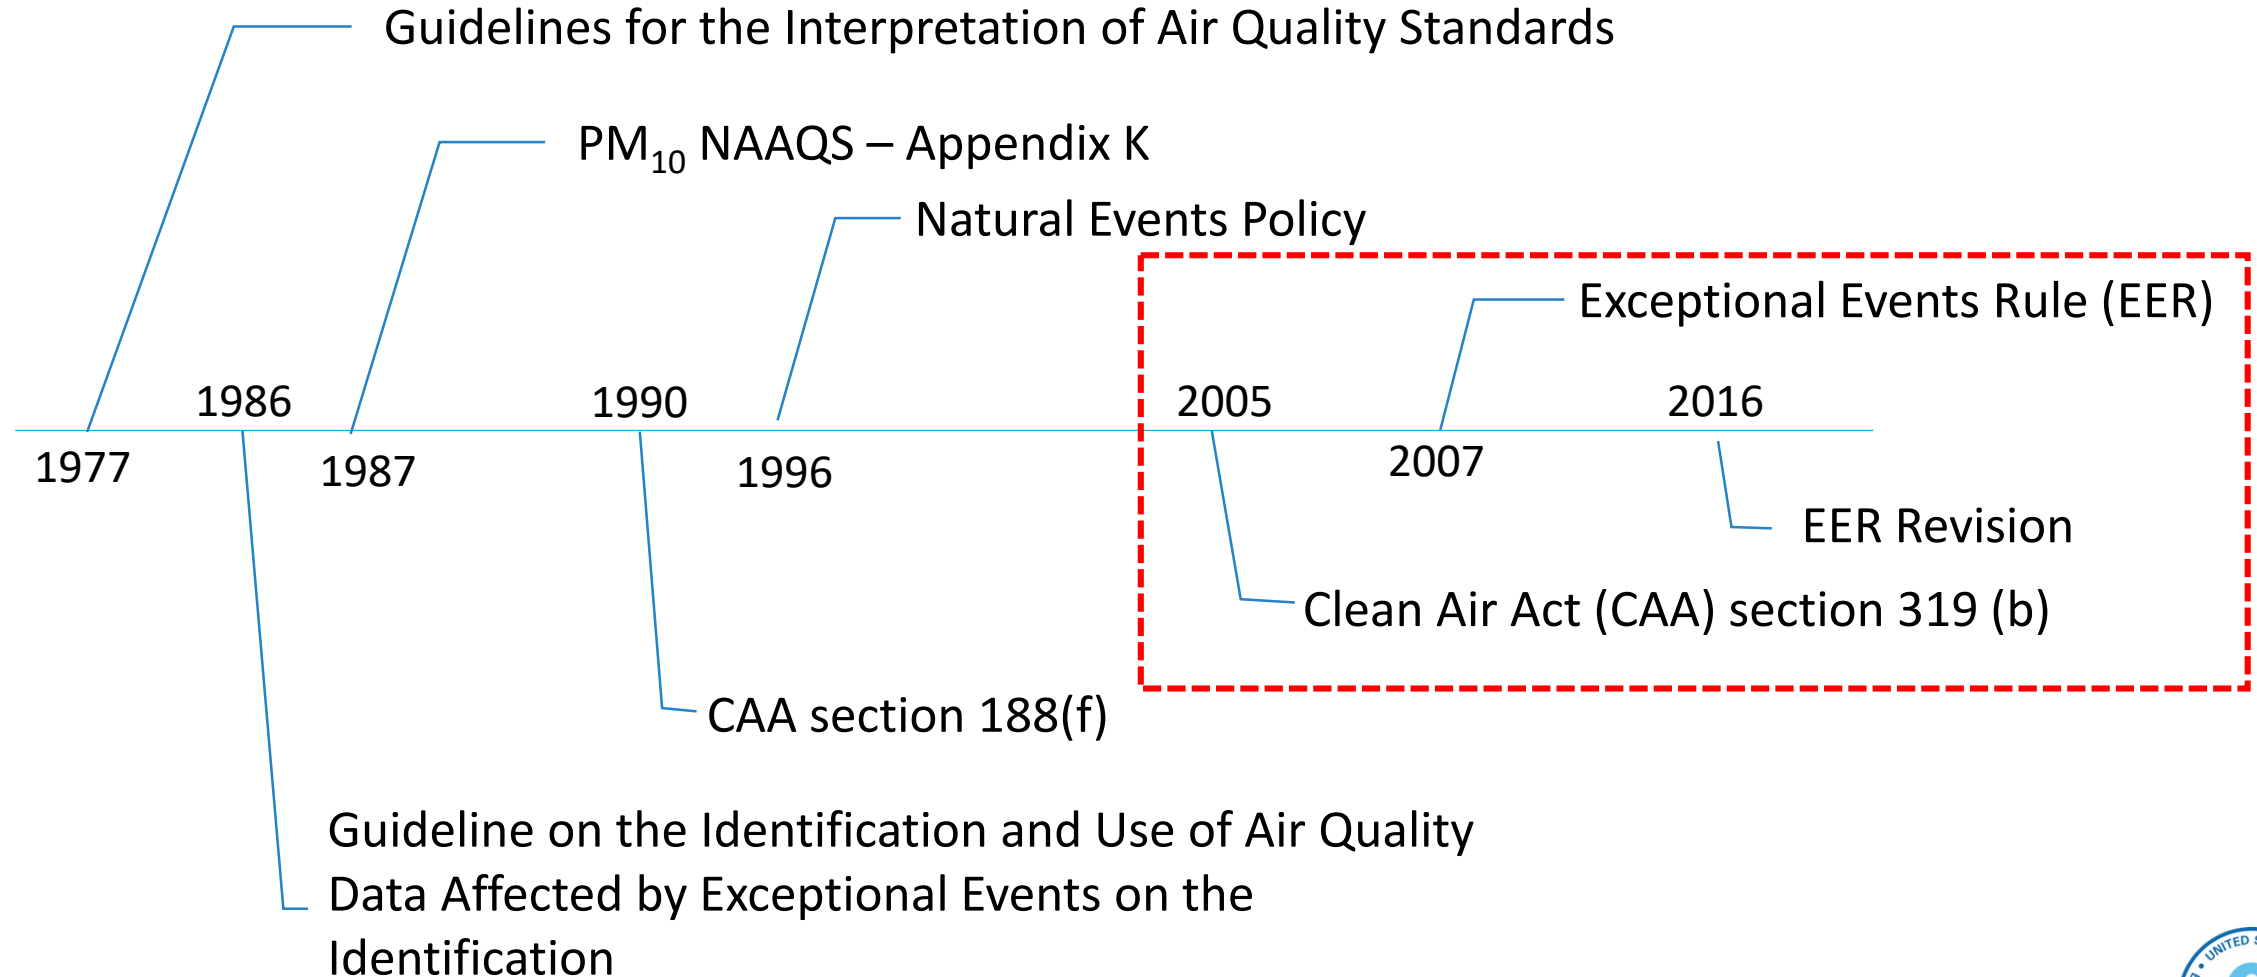 Guidelines for the Interpretation of Air Quality Standards
PM10 NAAQS – Appendix K
Natural Events Policy
Exceptional Events Rule (EER)
1986
1990
2005
2016
1977
1987
1996
2007
EER Revision
Clean Air Act (CAA) section 319 (b)
CAA section 188(f)
Guideline on the Identification and Use of Air Quality
Data Affected by Exceptional Events on the
Identification
UNITED